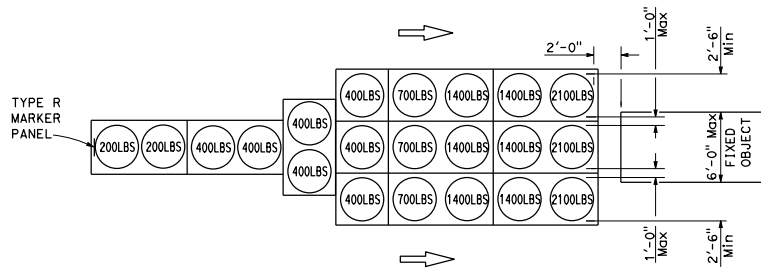 1'-0"
Max
2'-0"
2'-6"
Min
TYPE R
MARKER
PANEL
400LBS 700LBS 1400LBS 1400LBS 2100LBS
400LBS
200LBS 200LBS 400LBS 400LBS
400LBS 700LBS 1400LBS 1400LBS 2100LBS
400LBS
400LBS 700LBS 1400LBS 1400LBS 2100LBS
6'-0" Max
FIXED
OBJECT
1'-0"
Max
2'-6"
Min